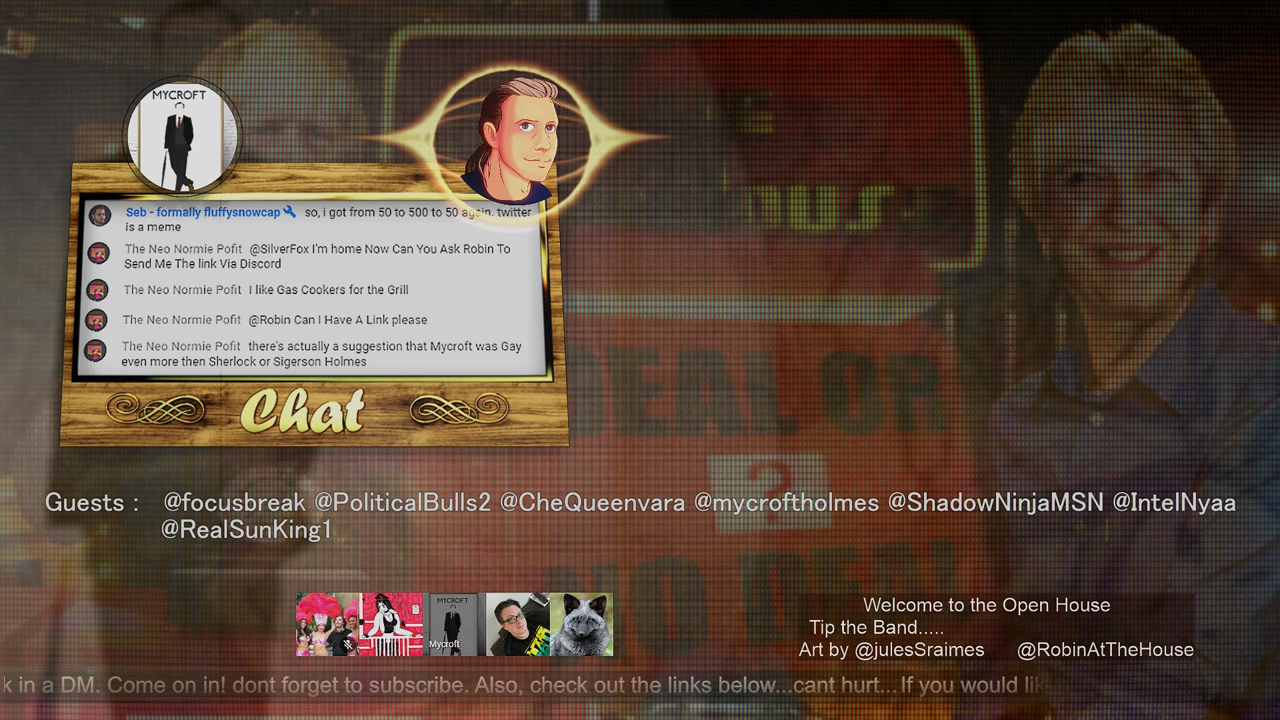 MYCROFT
Seb - formally fluffysnowcap so, i got from 50 to 500 to 50 again. twitter
is a meme
The Neo Normie Pofit @SilverFox I'm home Now Can You Ask Robin To
Send Me The link Via Discord
The Neo Normie Pofit I like Gas Cookers for the Grill
The Neo Normie Pofit @Robin Can I Have A Link please
The Neo Normie Pofit there's actually a suggestion that Mycroft was Gay
even more then Sherlock or Sigerson Holmes
Chat
DEAL OR
?
NO DEAL
Guests : @focusbreak @PoliticalBulls2 @CheQueenvara @mycroftholmes @ShadowNinjaMSN @IntelNyaa
@RealSunKing1
MYCROFT
Mycroft
Welcome to the Open House
Tip the Band.....
Art by @julesSraimes @RobinAtTheHouse
k in a DM. Come on in! dont forget to subscribe. Also, check out the links below...cant hurt... If you would lik